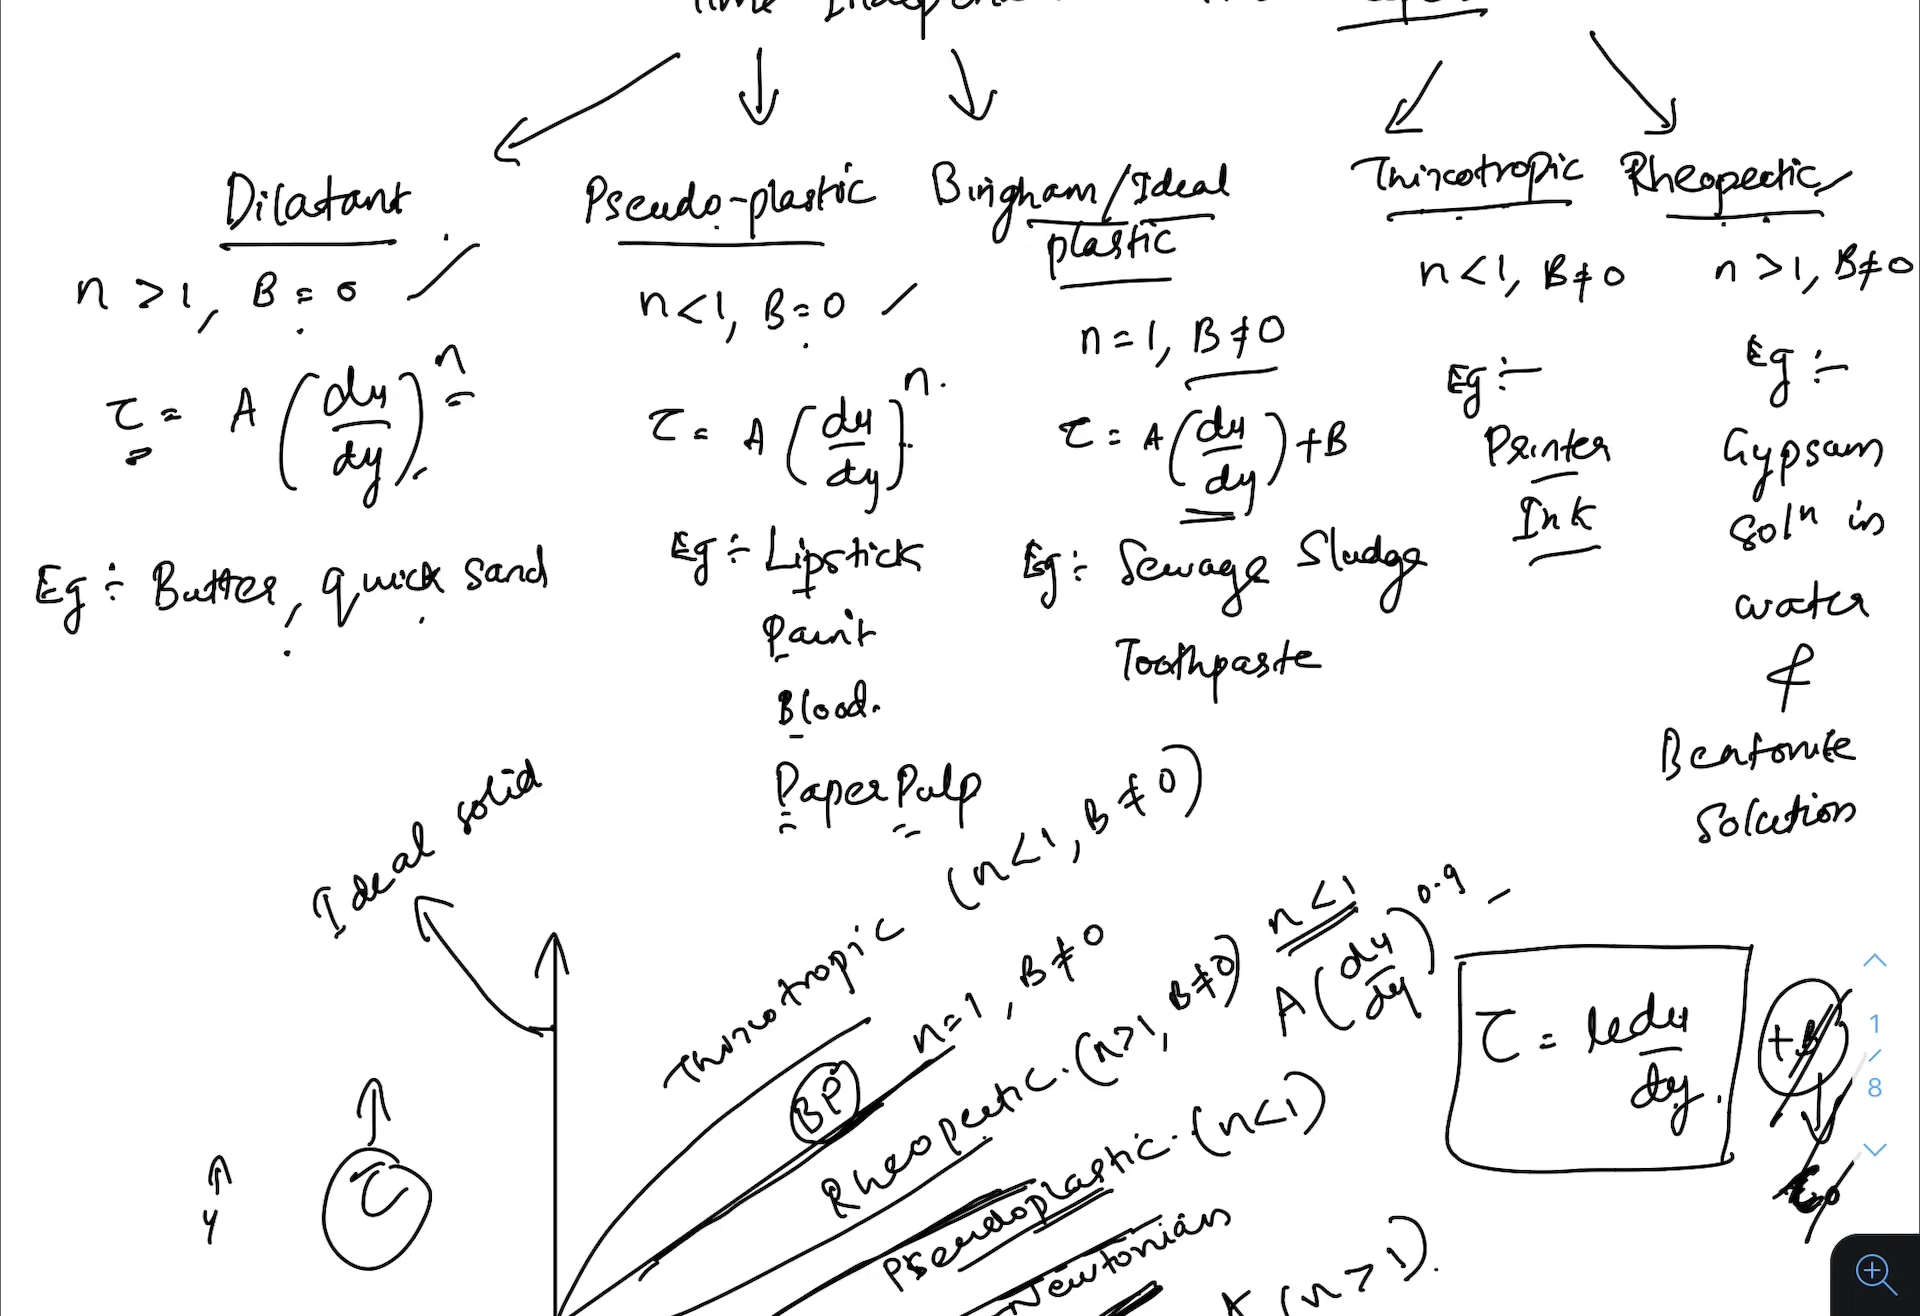 Time
Dilatant
n > 1, B = 0
τ = A (du/dy)^n
Eg ÷ Butter, quick sand
Pseudo-plastic
n < 1, B = 0
τ = A (du/dy)^n.
Eg ÷ Lipstick
Paint
Blood.
Paper Pulp
Bingham/Ideal
plastic
n = 1, B ≠ 0
τ = A (du/dy) + B
Eg ÷ Sewage Sludge
Toothpaste
Thixotropic
n < 1, B ≠ 0
Eg ÷
Printer
Ink
Rheopectic
n > 1, B ≠ 0
Eg ÷
Gypsum
Solⁿ in
water
&
Bentonite
Solution
Ideal solid
Thixotropic (n < 1, B ≠ 0)
BP n = 1, B ≠ 0
Rheopectic. (n > 1, B ≠ 0)
Pseudoplastic. (n < 1)
Newtonian
(n > 1).
n < 1
A (du/dy)^0.9
τ = μ du/dy.
+B
τ
y
1
/
8